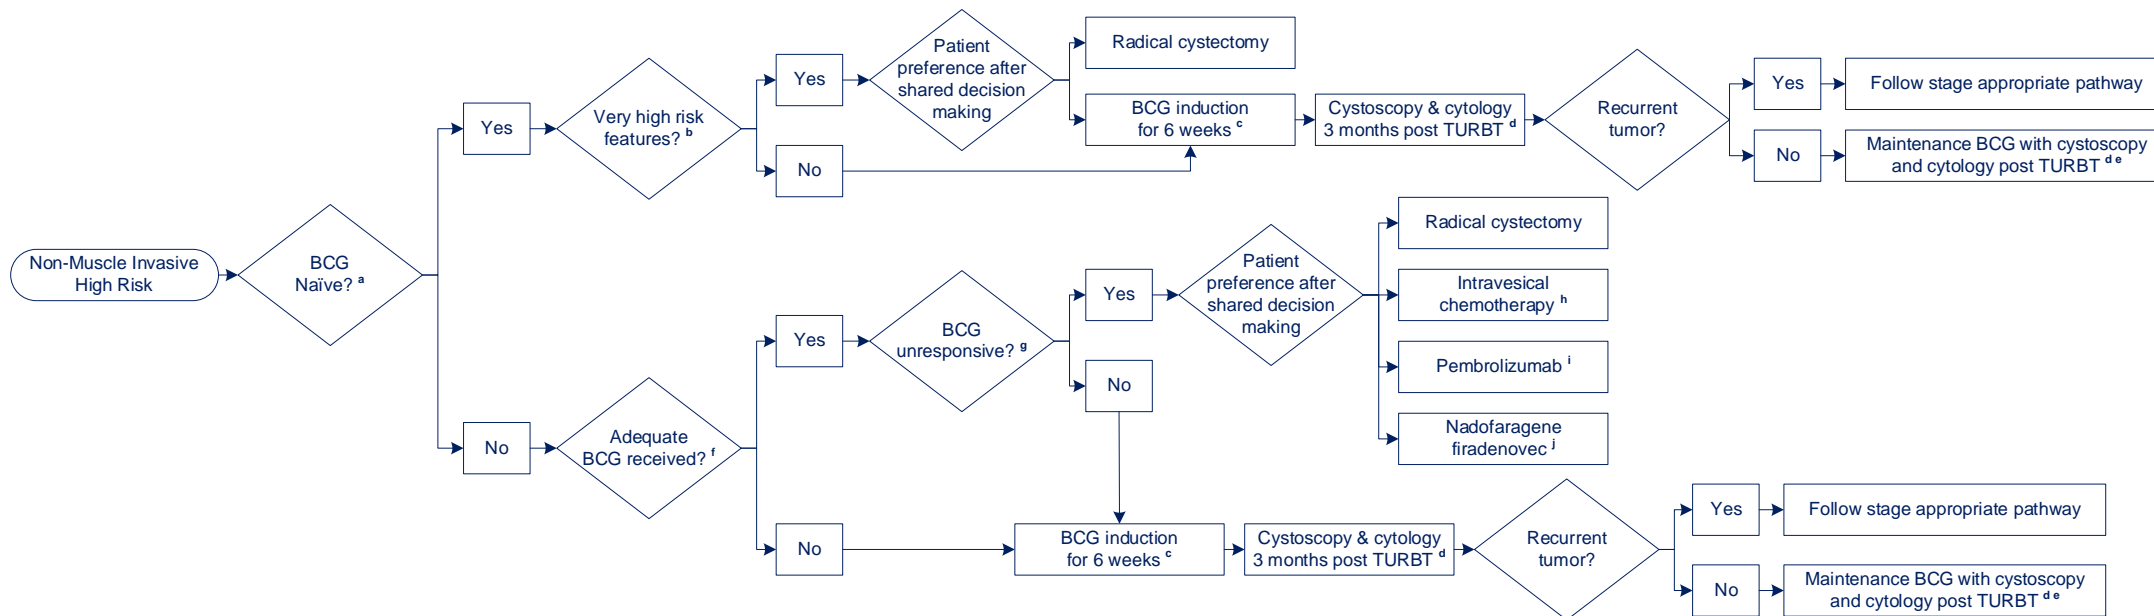 Non-Muscle Invasive
High Risk
BCG
Naïve? a
Yes
Very high risk
features? b
Yes
Patient
preference after
shared decision
making
Radical cystectomy
BCG induction
for 6 weeks c
Cystoscopy & cytology
3 months post TURBT d
Recurrent
tumor?
Yes
Follow stage appropriate pathway
No
Maintenance BCG with cystoscopy
and cytology post TURBT d e
No
No
Adequate
BCG received? f
Yes
BCG
unresponsive? g
Yes
Patient
preference after
shared decision
making
Radical cystectomy
Intravesical
chemotherapy h
Pembrolizumab i
Nadofaragene
firadenovec j
No
No
BCG induction
for 6 weeks c
Cystoscopy & cytology
3 months post TURBT d
Recurrent
tumor?
Yes
Follow stage appropriate pathway
No
Maintenance BCG with cystoscopy
and cytology post TURBT d e